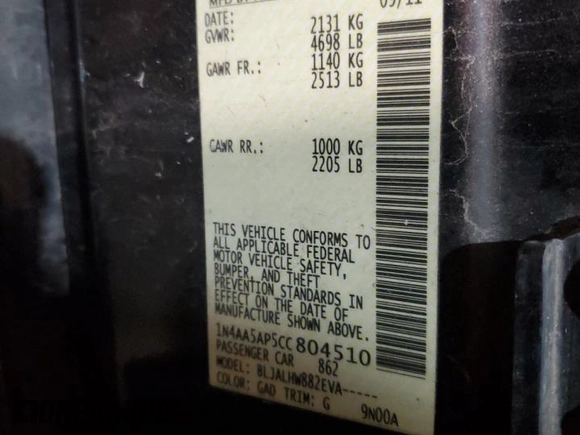 09/11
DATE:
GVWR: 2131 KG
4698 LB
GAWR FR.: 1140 KG
2513 LB
GAWR RR.: 1000 KG
2205 LB
THIS VEHICLE CONFORMS TO
ALL APPLICABLE FEDERAL
MOTOR VEHICLE SAFETY,
BUMPER, AND THEFT
PREVENTION STANDARDS IN
EFFECT ON THE DATE OF
MANUFACTURE SHOWN ABOVE.
1N4AA5AP5CC804510
PASSENGER CAR 862
MODEL: BLJALHW882EVA-----
COLOR: GAD TRIM: G 9N00A